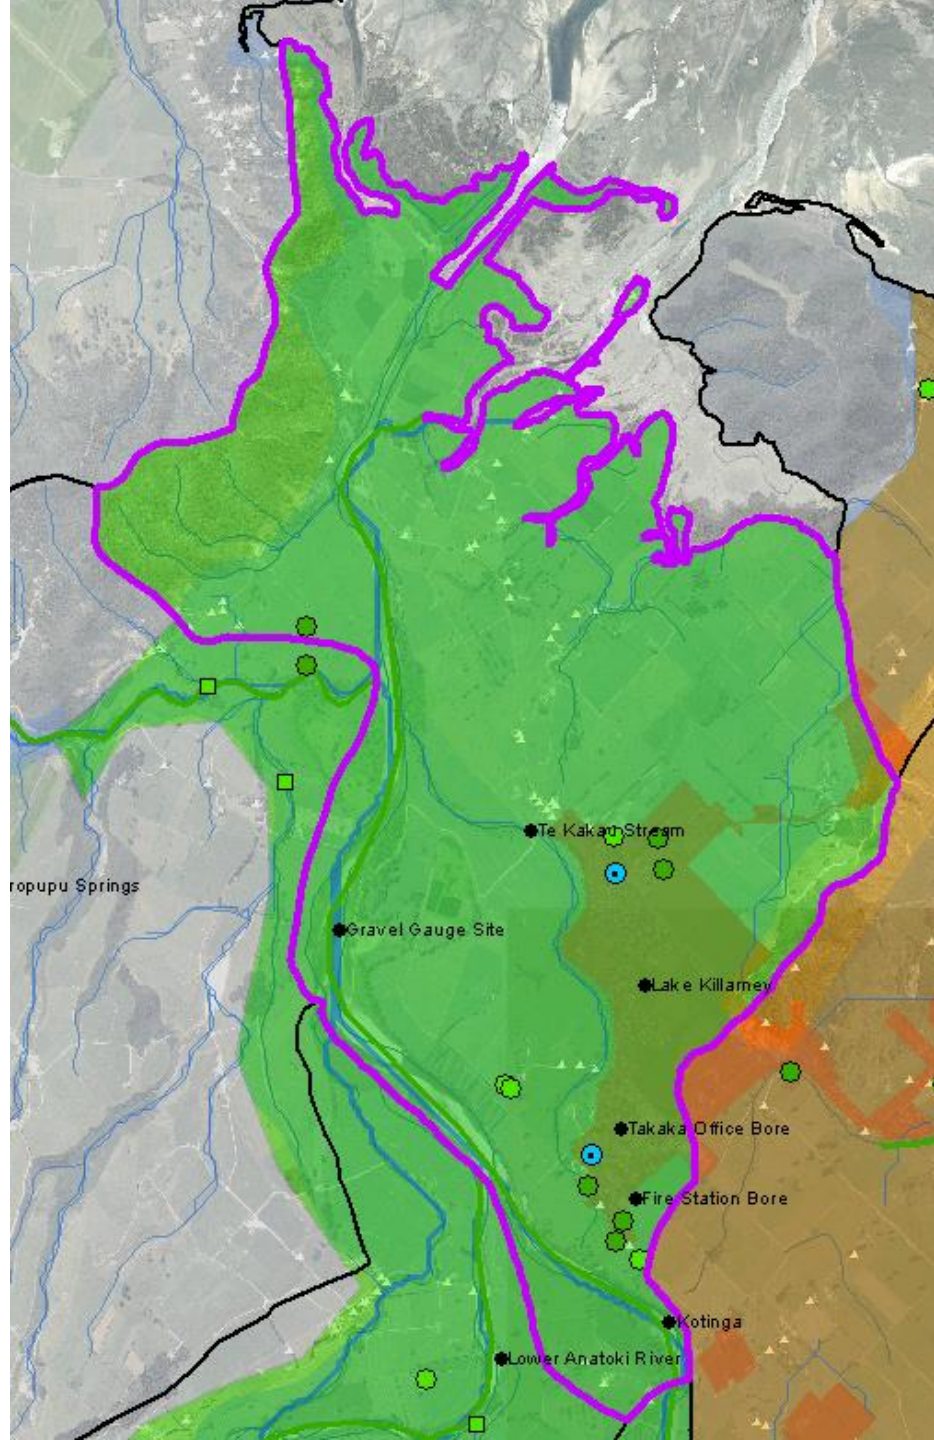 Te Kakau Stream
ropupu Springs
Gravel Gauge Site
Lake Killarney
Takaka Office Bore
Fire Station Bore
Kotinga
Lower Anatoki River